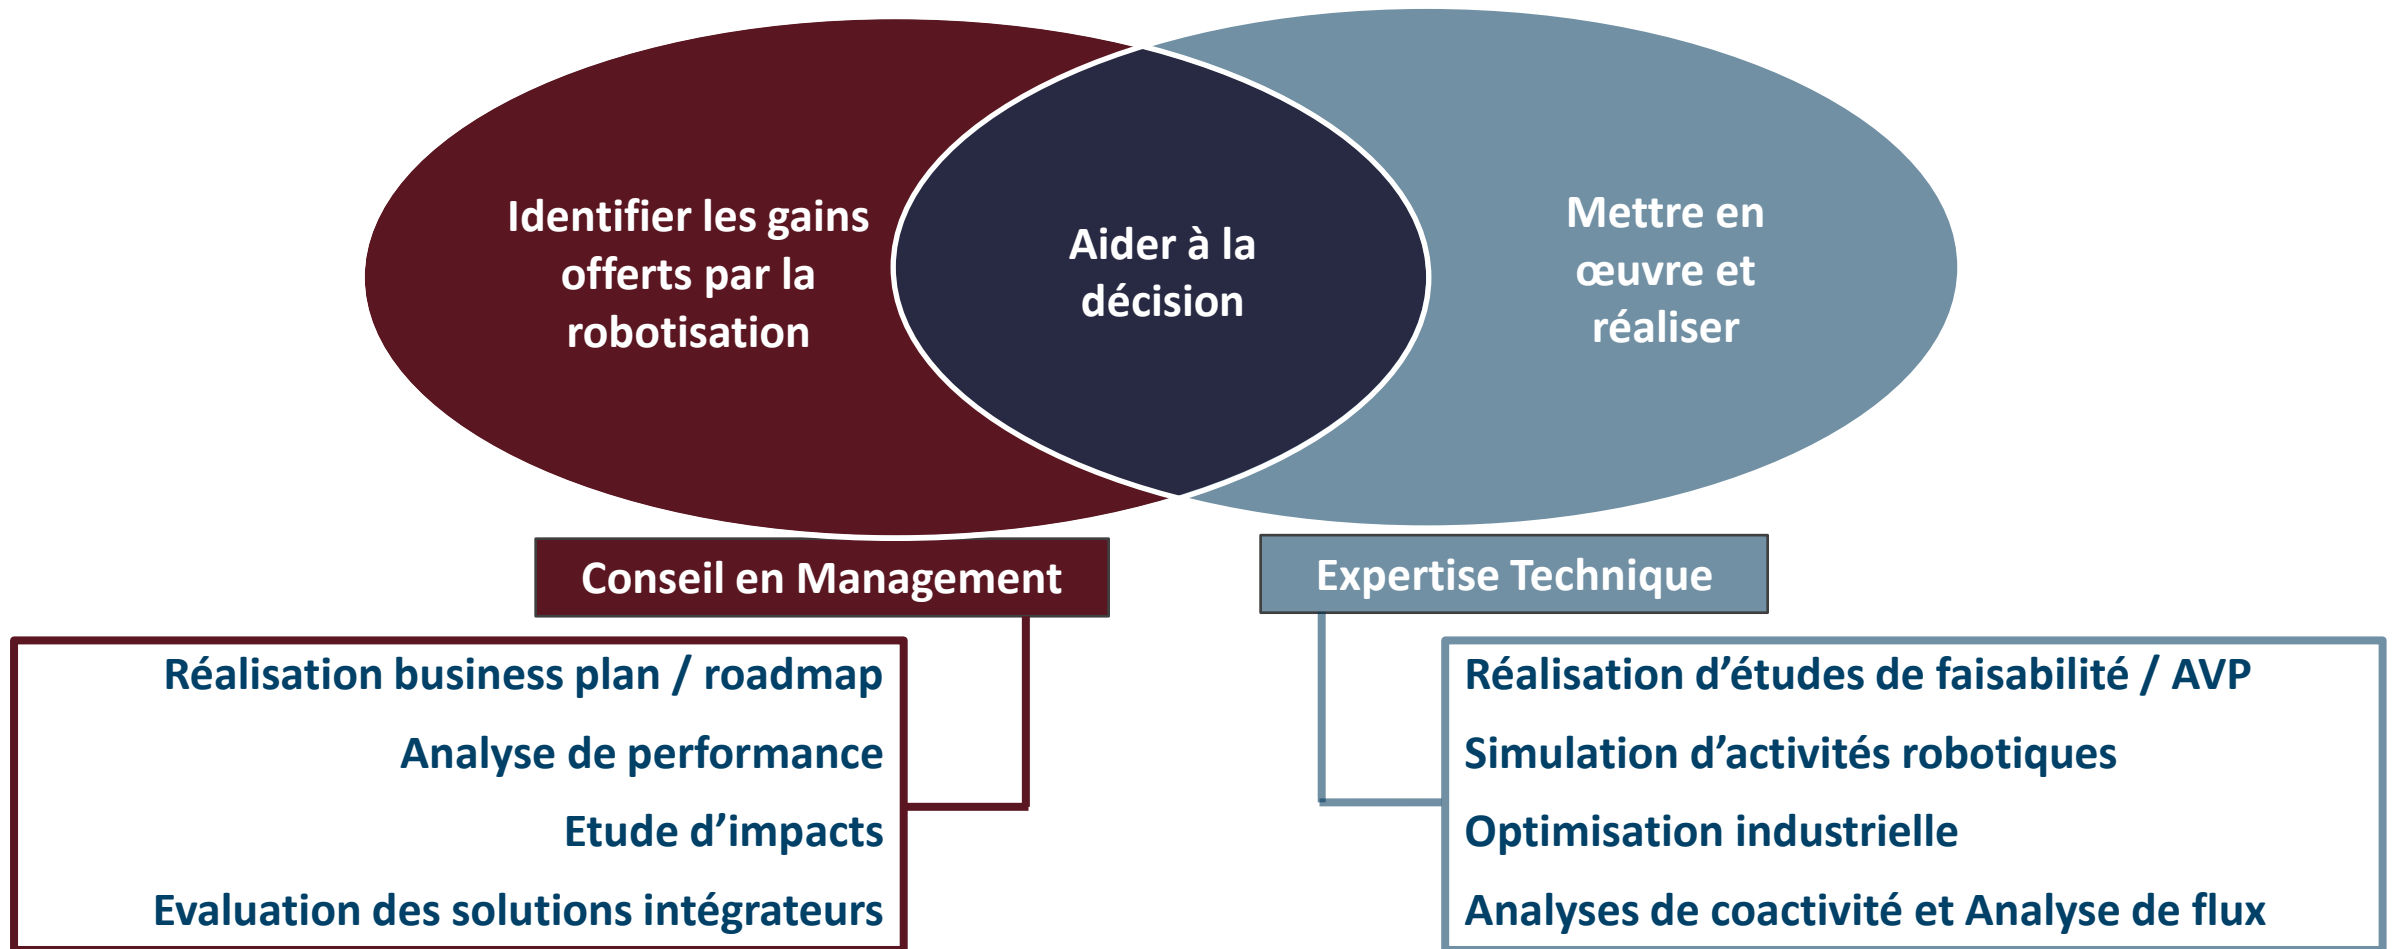 Identifier les gains
offerts par la
robotisation
Aider à la
décision
Mettre en
œuvre et
réaliser
Conseil en Management
Expertise Technique
Réalisation business plan / roadmap
Analyse de performance
Etude d’impacts
Evaluation des solutions intégrateurs
Réalisation d’études de faisabilité / AVP
Simulation d’activités robotiques
Optimisation industrielle
Analyses de coactivité et Analyse de flux